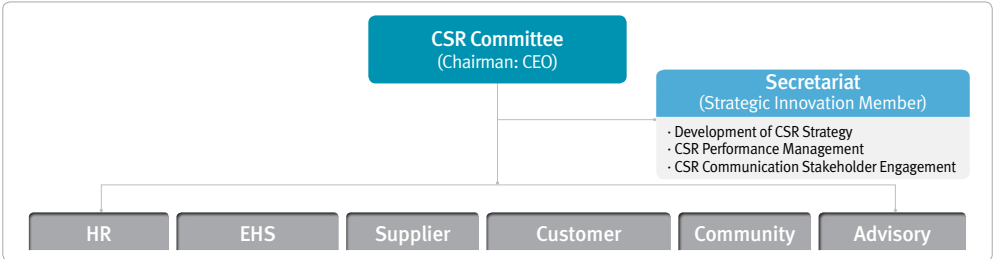 CSR Committee
(Chairman: CEO)
Secretariat
(Strategic Innovation Member)
· Development of CSR Strategy
· CSR Performance Management
· CSR Communication Stakeholder Engagement
HR
EHS
Supplier
Customer
Community
Advisory